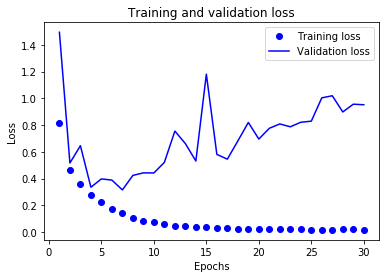 Training and validation loss
Training loss
Validation loss
Loss
1.4
1.2
1.0
0.8
0.6
0.4
0.2
0.0
0 5 10 15 20 25 30
Epochs